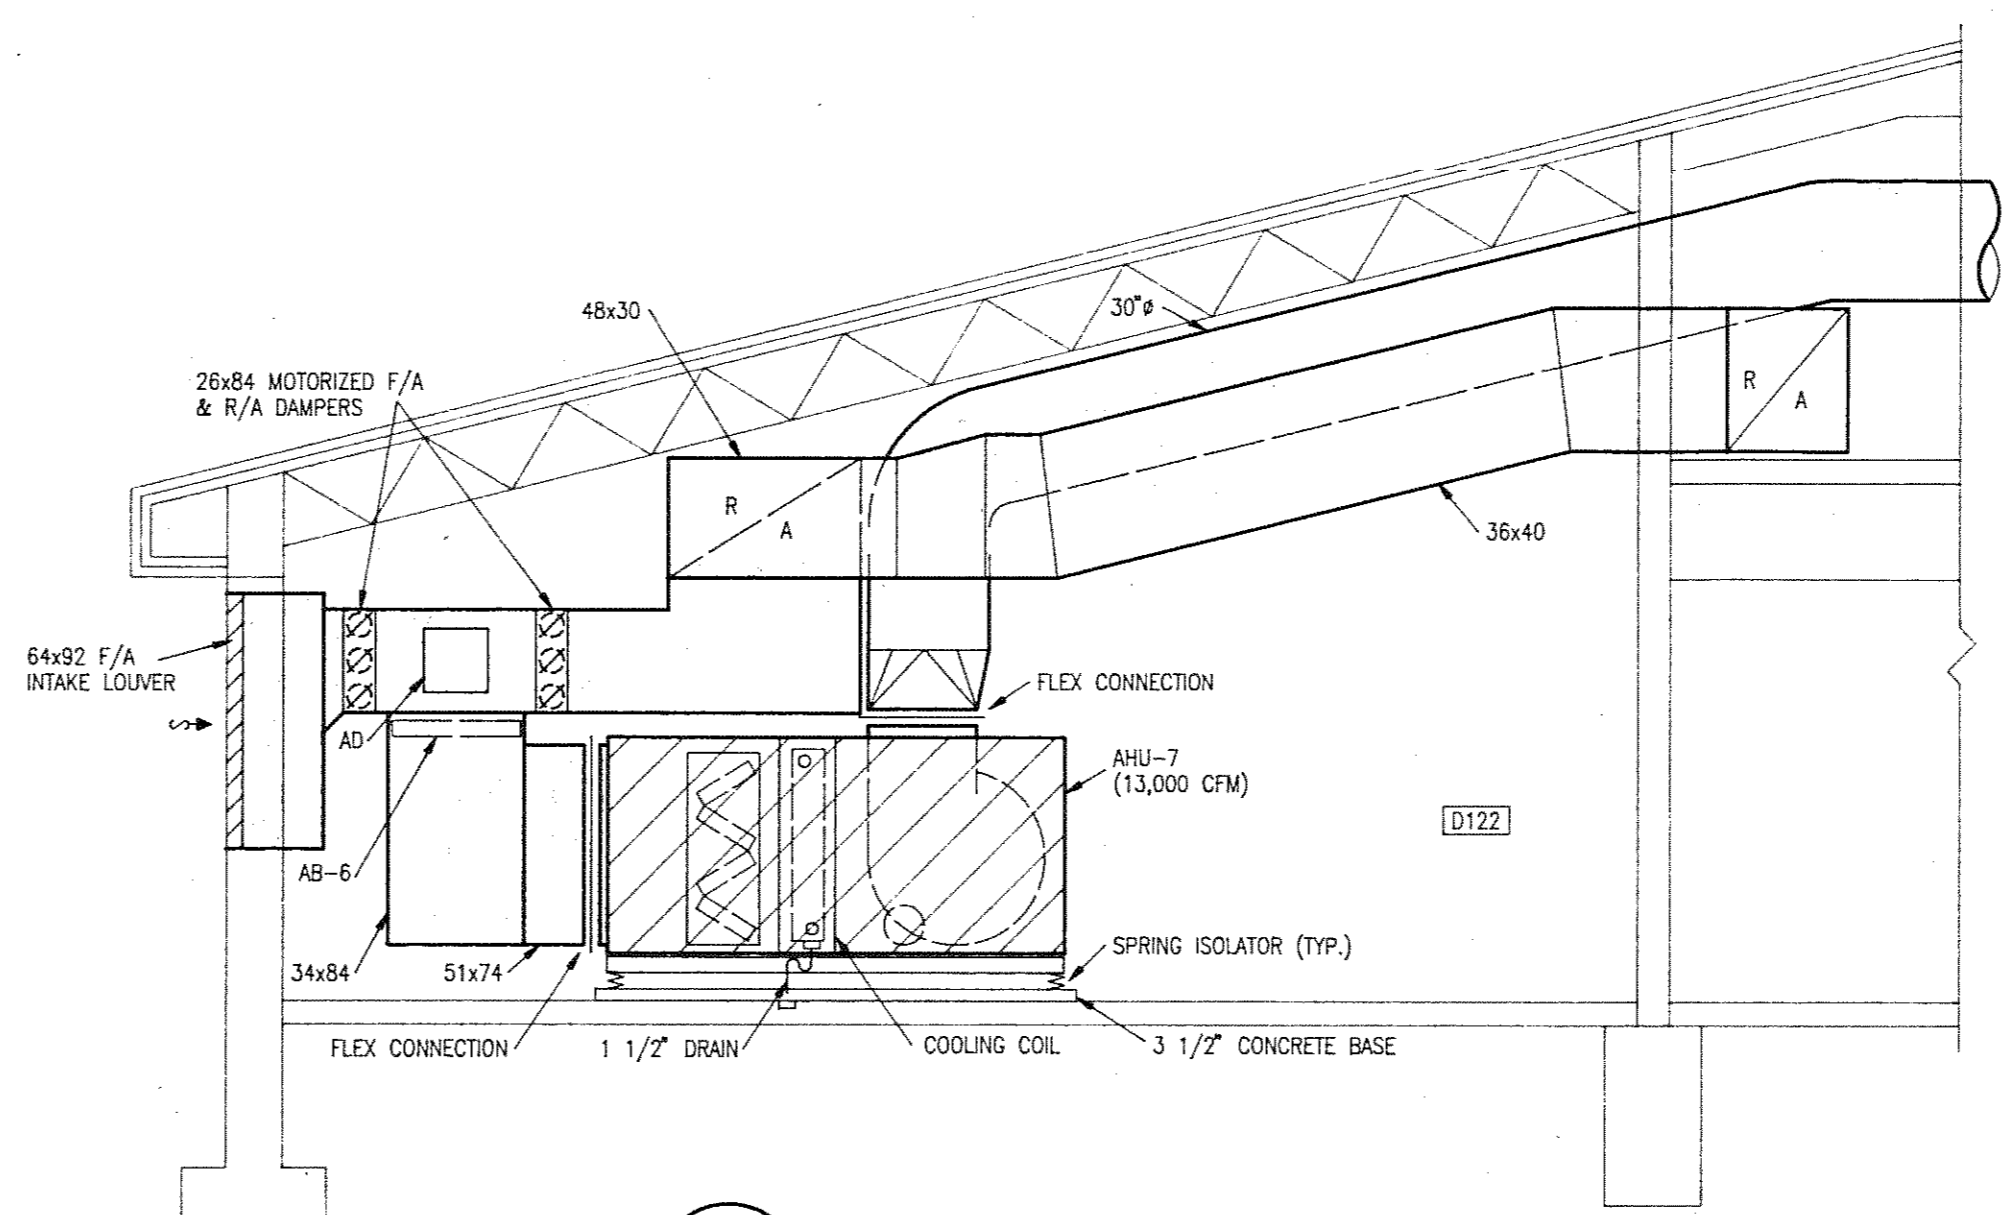 48x30
30"ø
26x84 MOTORIZED F/A
& R/A DAMPERS
R
A
R
A
36x40
64x92 F/A
INTAKE LOUVER
FLEX CONNECTION
AD
AHU-7
(13,000 CFM)
D122
AB-6
34x84
51x74
SPRING ISOLATOR (TYP.)
FLEX CONNECTION
1 1/2" DRAIN
COOLING COIL
3 1/2" CONCRETE BASE